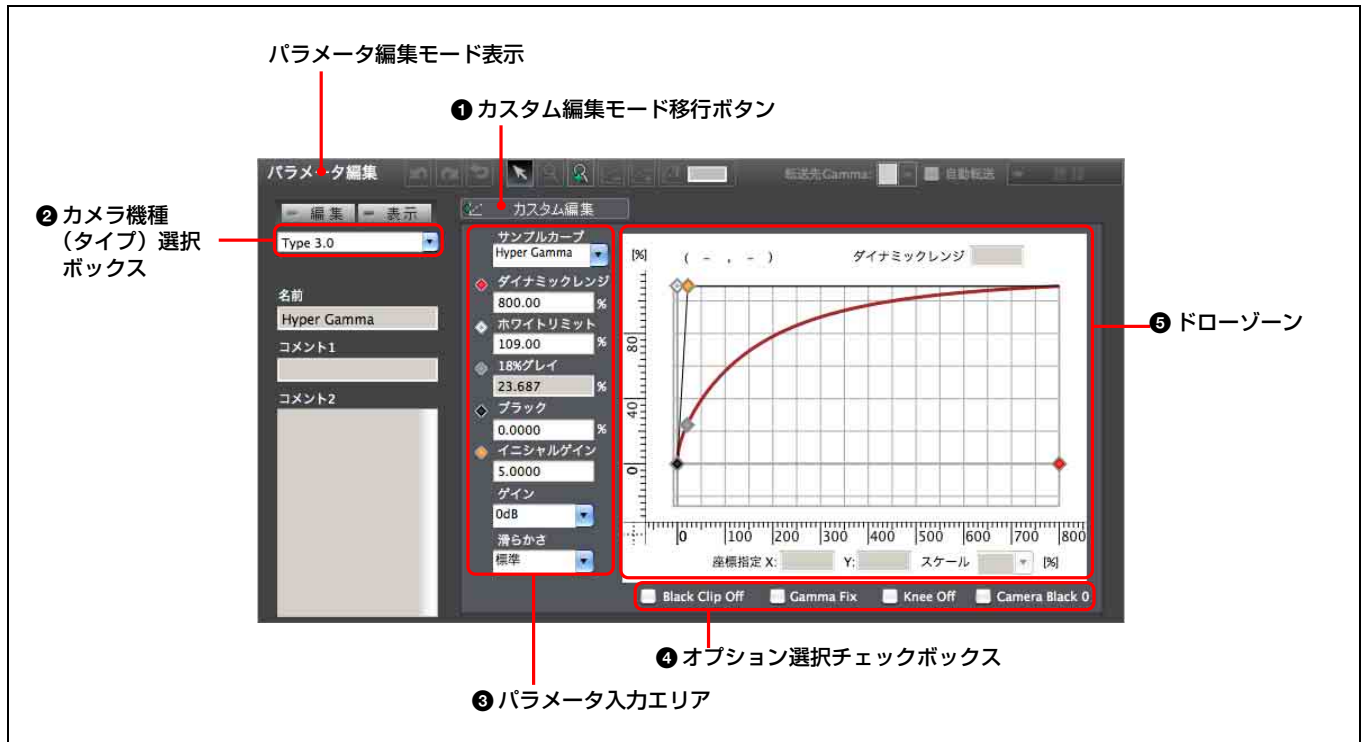 パラメータ編集モード表示
❶ カスタム編集モード移行ボタン
パラメータ編集
転送先Gamma:
自動転送
❷ カメラ機種
(タイプ)選択
ボックス
編集
表示
カスタム編集
Type 3.0
名前
Hyper Gamma
コメント1
コメント2
サンプルカーブ
Hyper Gamma
ダイナミックレンジ
800.00 %
ホワイトリミット
109.00 %
18%グレイ
23.687 %
ブラック
0.0000 %
イニシャルゲイン
5.0000
ゲイン
0dB
滑らかさ
標準
[%]
( - , - )
ダイナミックレンジ
80
40
0
0 100 200 300 400 500 600 700 800
座標指定 X: Y: スケール [%]
Black Clip Off Gamma Fix Knee Off Camera Black 0
❺ ドローゾーン
❹ オプション選択チェックボックス
❸ パラメータ入力エリア